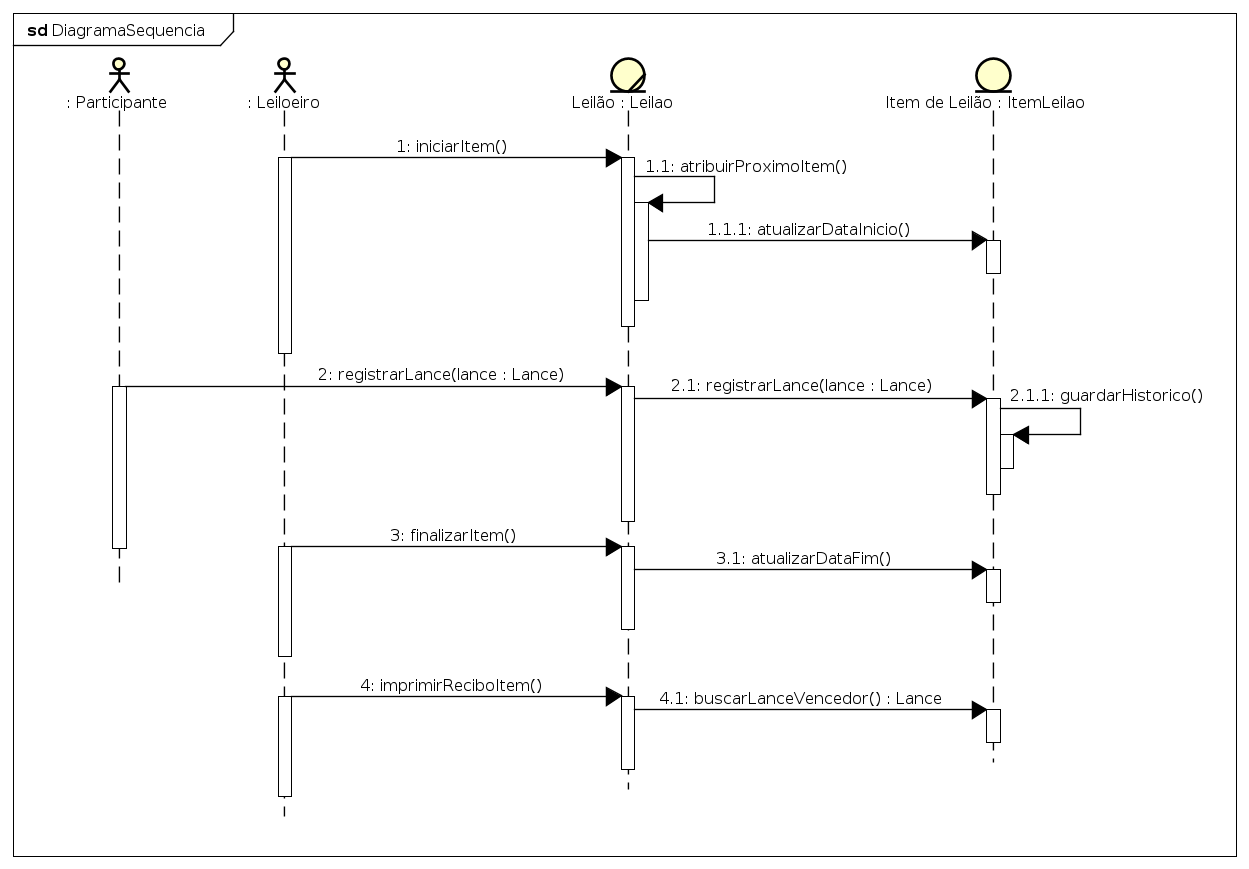 sd DiagramaSequencia
: Participante
: Leiloeiro
Leilão : Leilao
Item de Leilão : ItemLeilao
1: iniciarItem()
1.1: atribuirProximoItem()
1.1.1: atualizarDataInicio()
2: registrarLance(lance : Lance)
2.1: registrarLance(lance : Lance)
2.1.1: guardarHistorico()
3: finalizarItem()
3.1: atualizarDataFim()
4: imprimirReciboItem()
4.1: buscarLanceVencedor() : Lance